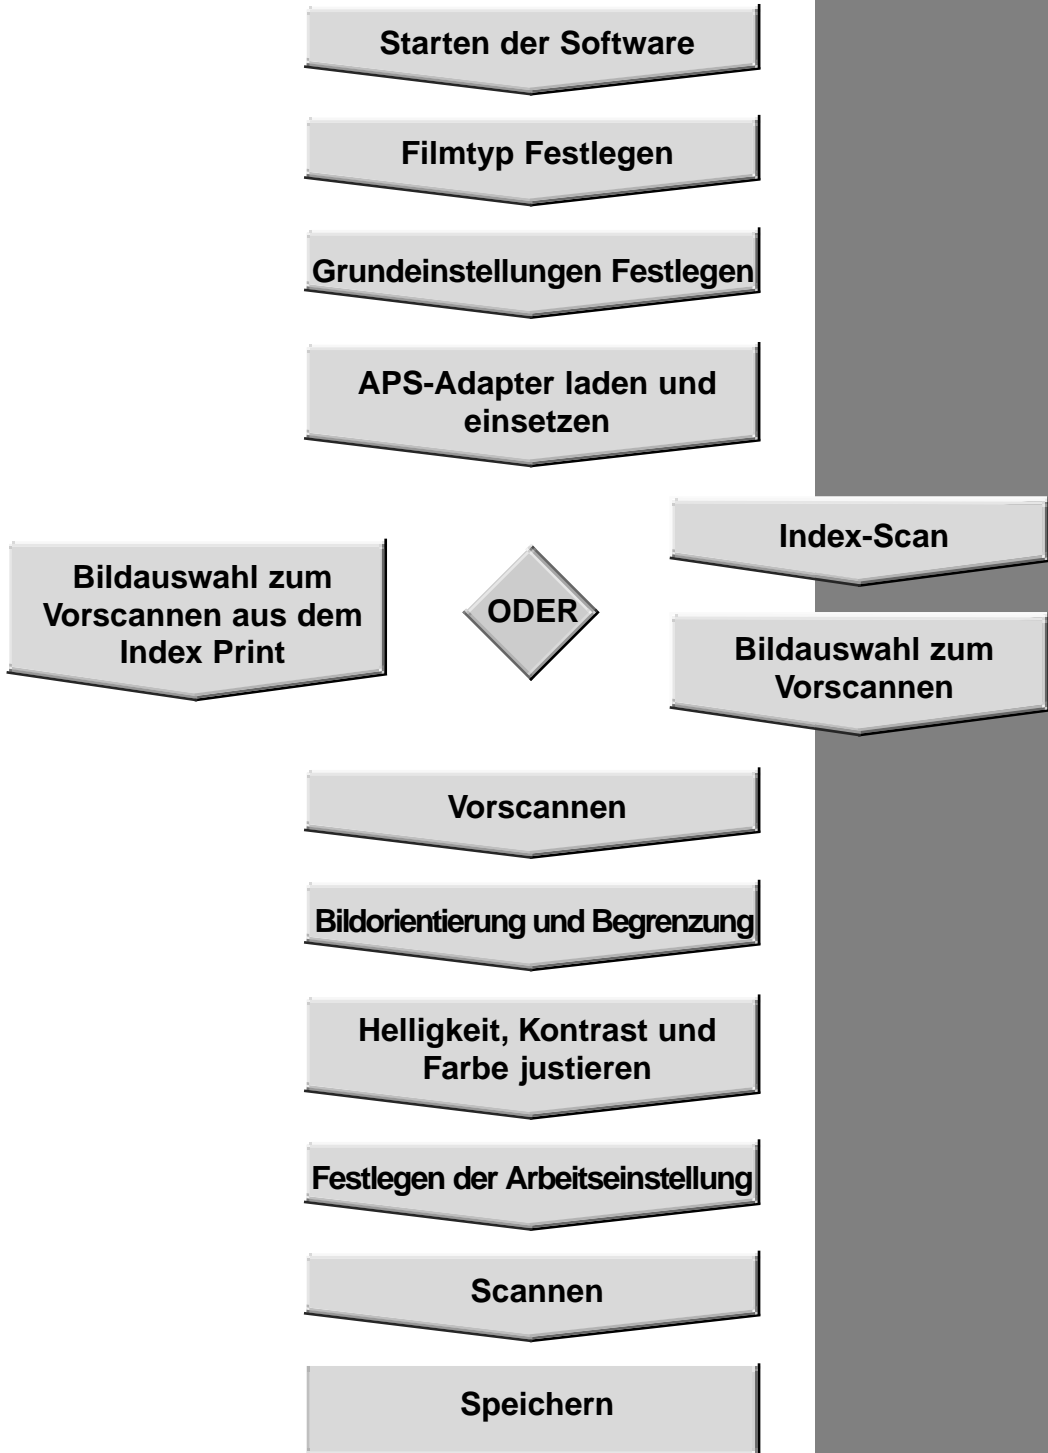 Starten der Software
Filmtyp Festlegen
Grundeinstellungen Festlegen
APS-Adapter laden und
einsetzen
Bildauswahl zum
Vorscannen aus dem
Index Print
ODER
Index-Scan
Bildauswahl zum
Vorscannen
Vorscannen
Bildorientierung und Begrenzung
Helligkeit, Kontrast und
Farbe justieren
Festlegen der Arbeitseinstellung
Scannen
Speichern